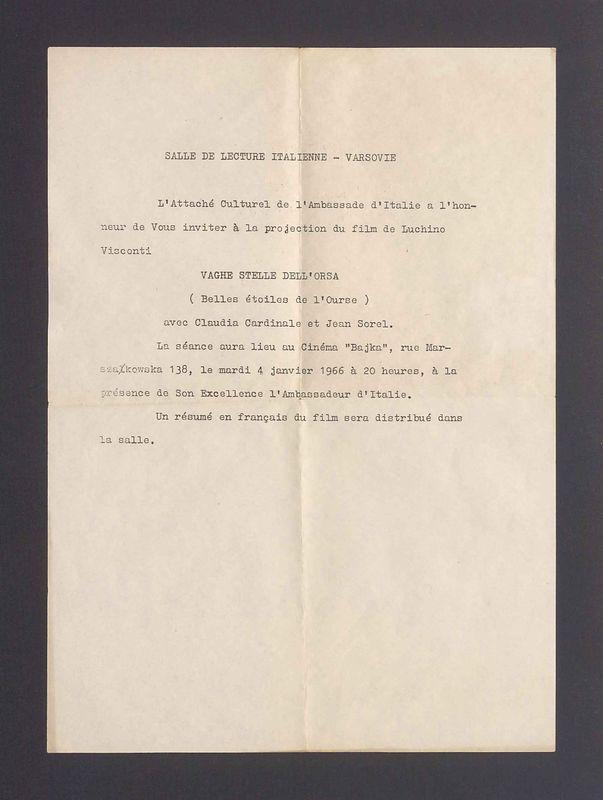 SALLE DE LECTURE ITALIENNE - VARSOVIE
L'Attaché Culturel de l'Ambassade d'Italie a l'hon-
neur de Vous inviter à la projection du film de Luchino
Visconti
VAGHE STELLE DELL'ORSA
( Belles étoiles de l'Ourse )
avec Claudia Cardinale et Jean Sorel.
La séance aura lieu au Cinéma "Bajka", rue Mar-
szałkowska 138, le mardi 4 janvier 1966 à 20 heures, à la
présence de Son Excellence l'Ambassadeur d'Italie.
Un résumé en français du film sera distribué dans
la salle.